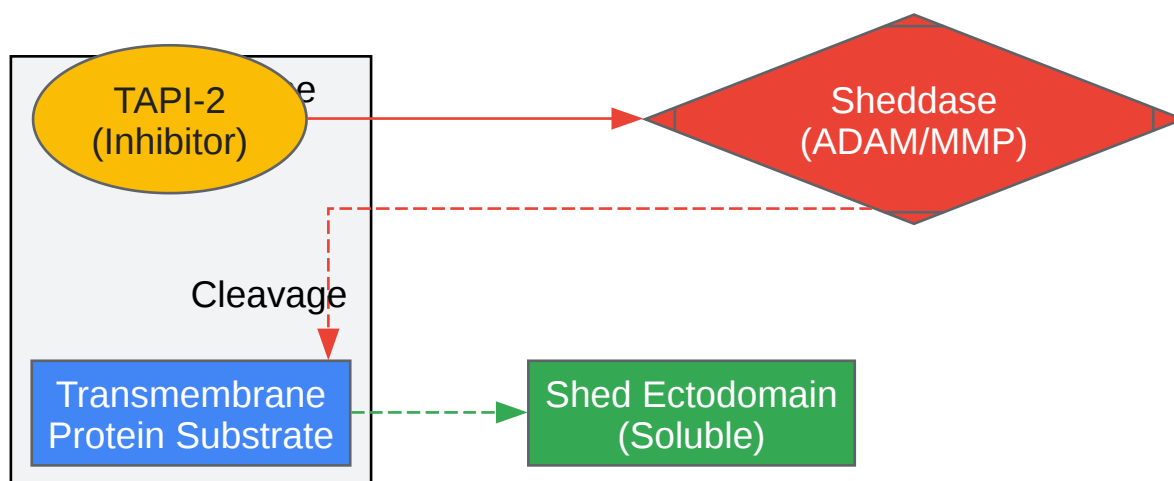 TAPI-2
(Inhibitor)
Sheddase
(ADAM/MMP)
Cleavage
Transmembrane
Protein Substrate
Shed Ectodomain
(Soluble)